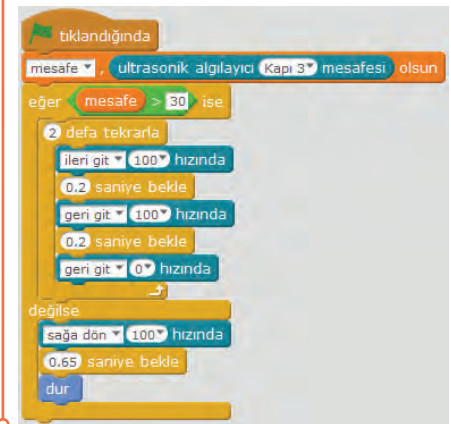 tıklandığında
mesafe , ultrasonik algılayıcı Kapı 3 mesafesi olsun
eğer mesafe > 30 ise
2 defa tekrarla
ileri git 100 hızında
0.2 saniye bekle
geri git 100 hızında
0.2 saniye bekle
geri git 0 hızında
değilse
sağa dön 100 hızında
0.65 saniye bekle
dur